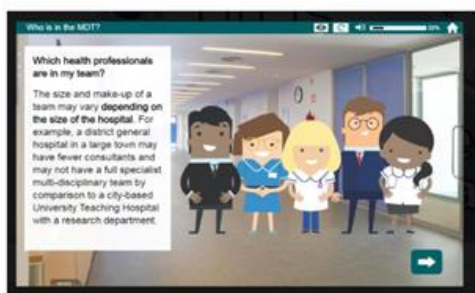 Who is in the MDT?
33%
Which health professionals
are in my team?
The size and make-up of a
team may vary depending on
the size of the hospital. For
example, a district general
hospital in a large town may
have fewer consultants and
may not have a full specialist
multi-disciplinary team by
comparison to a city-based
University Teaching Hospital
with a research department.